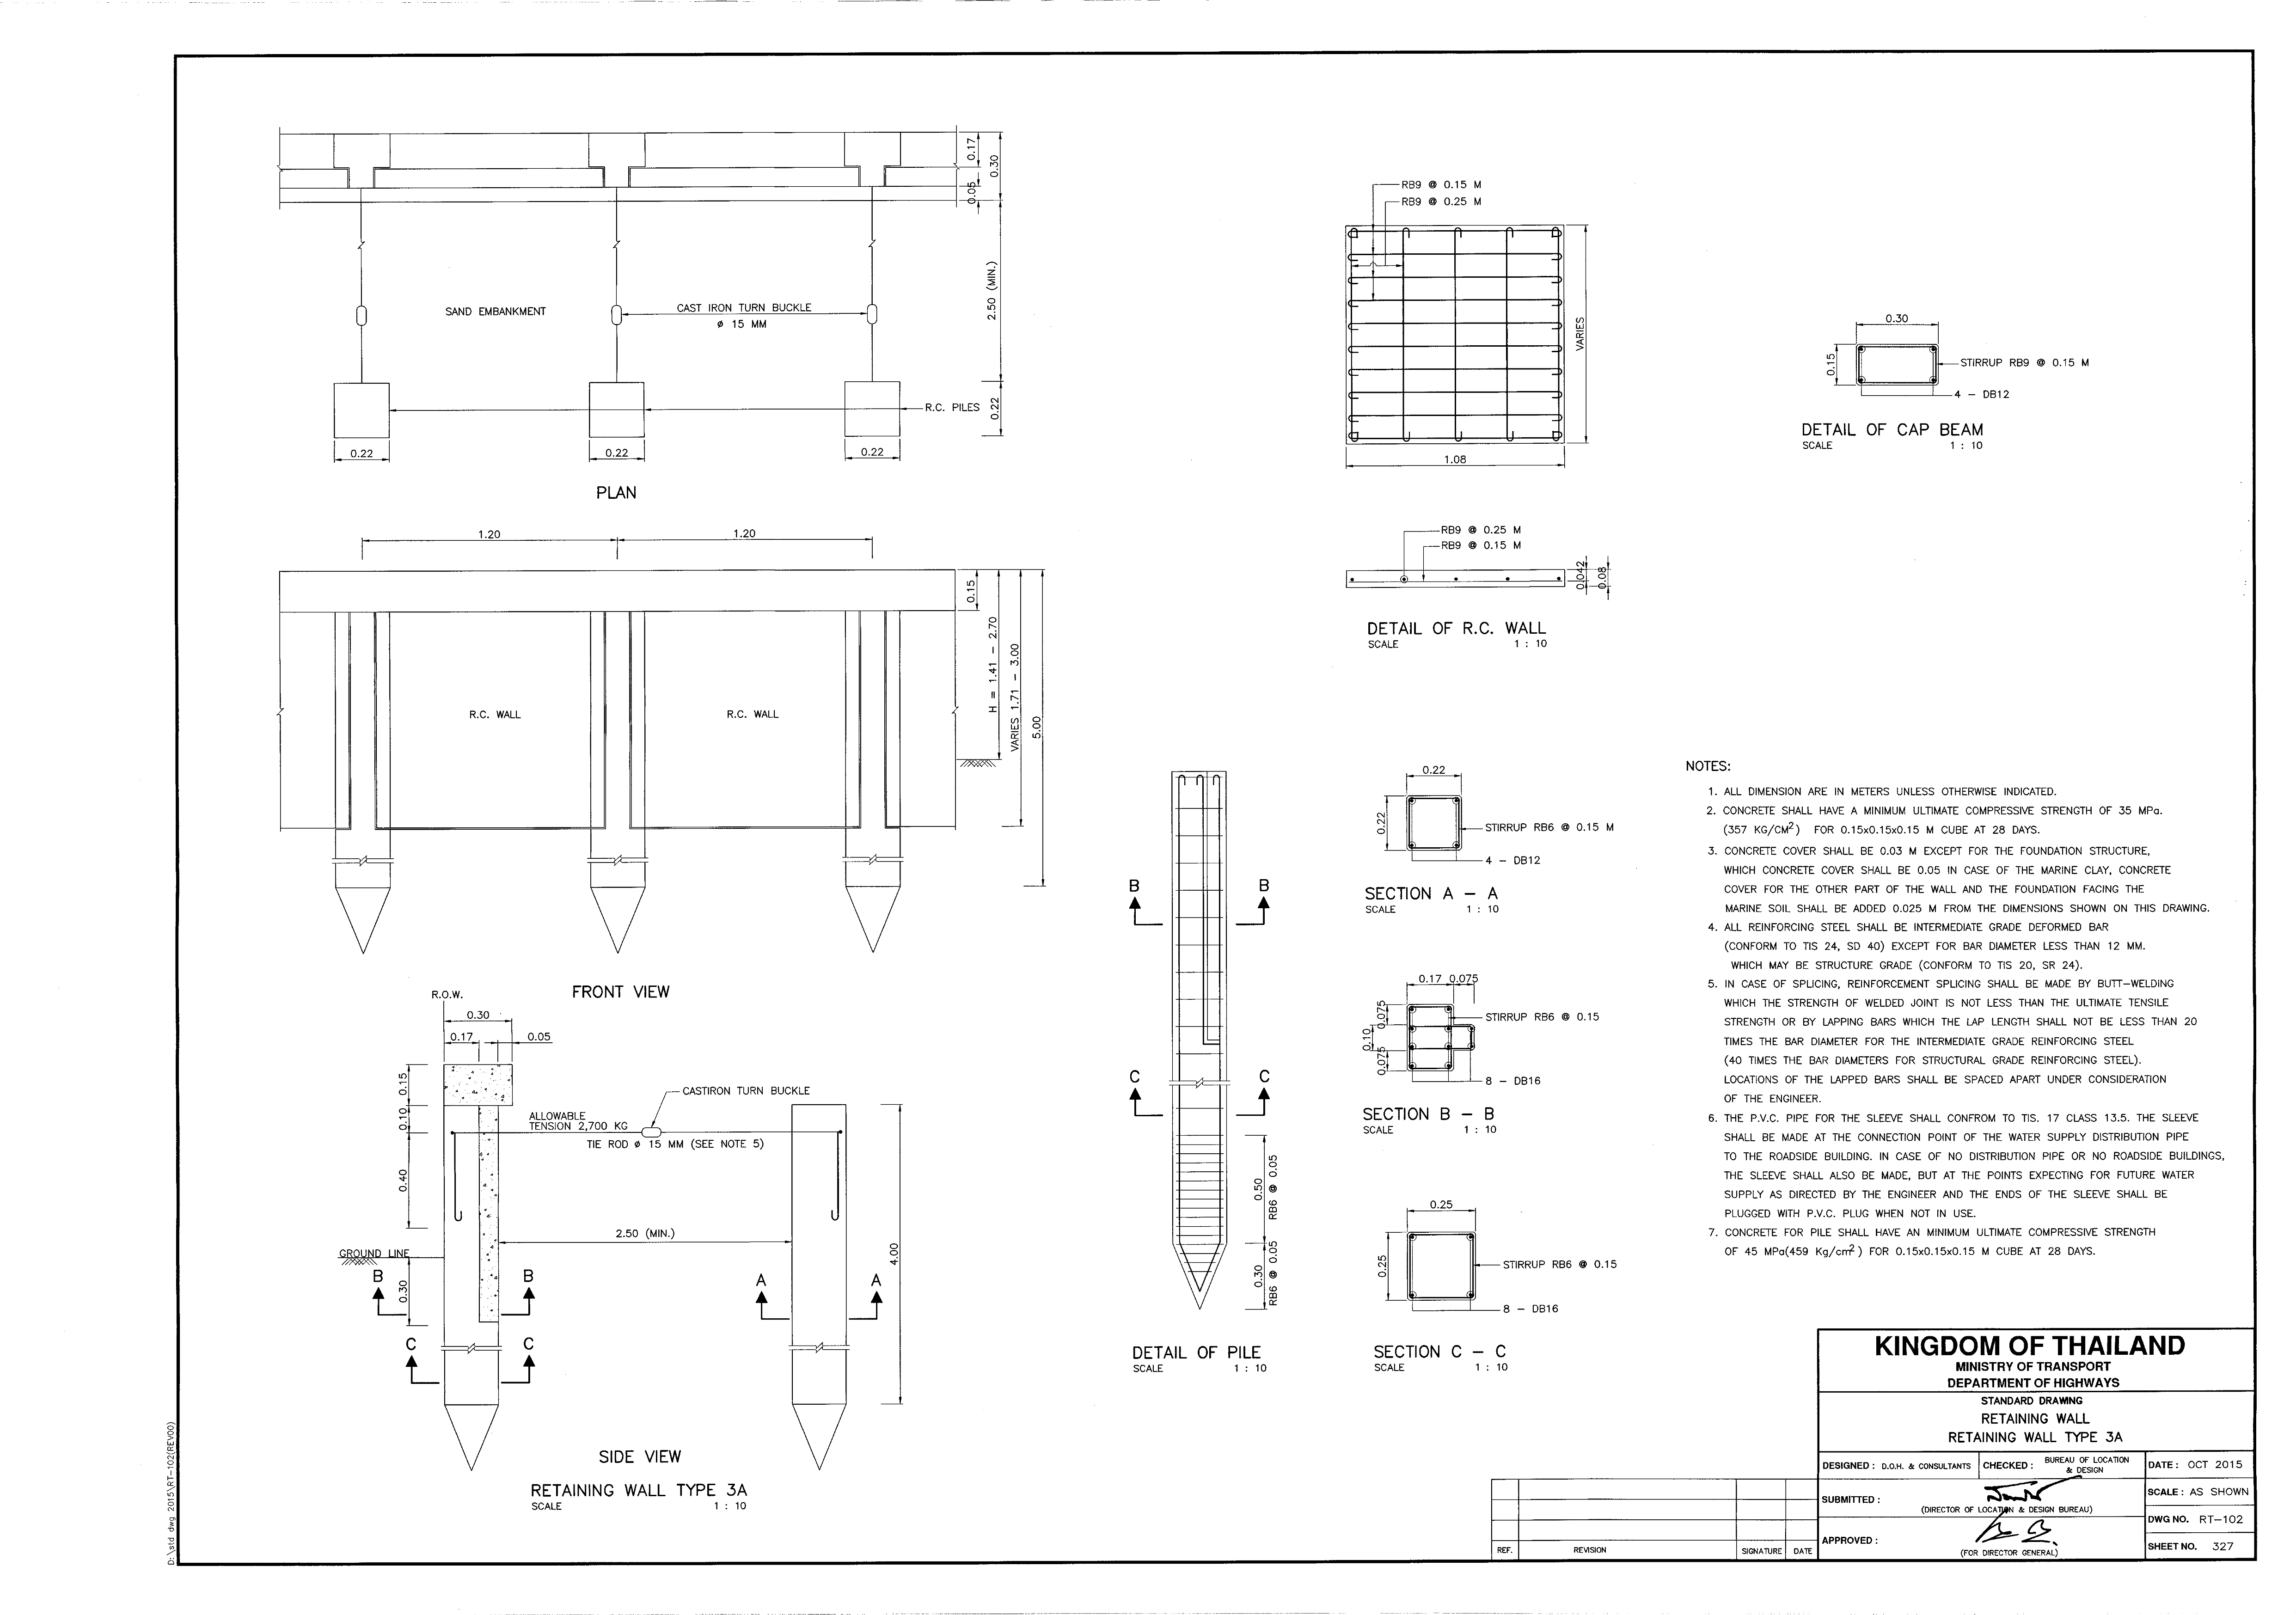 0.17
0.30
0.05
SAND EMBANKMENT
CAST IRON TURN BUCKLE
ø 15 MM
2.50 (MIN.)
R.C. PILES
0.22
0.22
0.22
0.22
PLAN
1.20
1.20
0.15
H = 1.41 - 2.70
VARIES 1.71 - 3.00
5.00
R.C. WALL
R.C. WALL
FRONT VIEW
R.O.W.
0.30
0.17
0.05
0.15
0.10
0.40
0.30
ALLOWABLE
TENSION 2,700 KG
CASTIRON TURN BUCKLE
TIE ROD ø 15 MM (SEE NOTE 5)
2.50 (MIN.)
4.00
GROUND LINE
B
B
A
A
C
C
SIDE VIEW
RETAINING WALL TYPE 3A
SCALE 1 : 10
RB9 @ 0.15 M
RB9 @ 0.25 M
VARIES
1.08
RB9 @ 0.25 M
RB9 @ 0.15 M
0.042
0.08
DETAIL OF R.C. WALL
SCALE 1 : 10
0.30
0.15
STIRRUP RB9 @ 0.15 M
4 - DB12
DETAIL OF CAP BEAM
SCALE 1 : 10
B
B
C
C
0.50
RB6 @ 0.05
0.30
RB6 @ 0.05
DETAIL OF PILE
SCALE 1 : 10
0.22
0.22
STIRRUP RB6 @ 0.15 M
4 - DB12
SECTION A - A
SCALE 1 : 10
0.17 0.075
0.075
0.10
0.075
STIRRUP RB6 @ 0.15
8 - DB16
SECTION B - B
SCALE 1 : 10
0.25
0.25
STIRRUP RB6 @ 0.15
8 - DB16
SECTION C - C
SCALE 1 : 10
NOTES:
1. ALL DIMENSION ARE IN METERS UNLESS OTHERWISE INDICATED.
2. CONCRETE SHALL HAVE A MINIMUM ULTIMATE COMPRESSIVE STRENGTH OF 35 MPa.
(357 KG/CM2) FOR 0.15x0.15x0.15 M CUBE AT 28 DAYS.
3. CONCRETE COVER SHALL BE 0.03 M EXCEPT FOR THE FOUNDATION STRUCTURE,
WHICH CONCRETE COVER SHALL BE 0.05 IN CASE OF THE MARINE CLAY, CONCRETE
COVER FOR THE OTHER PART OF THE WALL AND THE FOUNDATION FACING THE
MARINE SOIL SHALL BE ADDED 0.025 M FROM THE DIMENSIONS SHOWN ON THIS DRAWING.
4. ALL REINFORCING STEEL SHALL BE INTERMEDIATE GRADE DEFORMED BAR
(CONFORM TO TIS 24, SD 40) EXCEPT FOR BAR DIAMETER LESS THAN 12 MM.
WHICH MAY BE STRUCTURE GRADE (CONFORM TO TIS 20, SR 24).
5. IN CASE OF SPLICING, REINFORCEMENT SPLICING SHALL BE MADE BY BUTT-WELDING
WHICH THE STRENGTH OF WELDED JOINT IS NOT LESS THAN THE ULTIMATE TENSILE
STRENGTH OR BY LAPPING BARS WHICH THE LAP LENGTH SHALL NOT BE LESS THAN 20
TIMES THE BAR DIAMETER FOR THE INTERMEDIATE GRADE REINFORCING STEEL
(40 TIMES THE BAR DIAMETERS FOR STRUCTURAL GRADE REINFORCING STEEL).
LOCATIONS OF THE LAPPED BARS SHALL BE SPACED APART UNDER CONSIDERATION
OF THE ENGINEER.
6. THE P.V.C. PIPE FOR THE SLEEVE SHALL CONFROM TO TIS. 17 CLASS 13.5. THE SLEEVE
SHALL BE MADE AT THE CONNECTION POINT OF THE WATER SUPPLY DISTRIBUTION PIPE
TO THE ROADSIDE BUILDING. IN CASE OF NO DISTRIBUTION PIPE OR NO ROADSIDE BUILDINGS,
THE SLEEVE SHALL ALSO BE MADE, BUT AT THE POINTS EXPECTING FOR FUTURE WATER
SUPPLY AS DIRECTED BY THE ENGINEER AND THE ENDS OF THE SLEEVE SHALL BE
PLUGGED WITH P.V.C. PLUG WHEN NOT IN USE.
7. CONCRETE FOR PILE SHALL HAVE AN MINIMUM ULTIMATE COMPRESSIVE STRENGTH
OF 45 MPa(459 Kg/cm2) FOR 0.15x0.15x0.15 M CUBE AT 28 DAYS.
KINGDOM OF THAILAND
MINISTRY OF TRANSPORT
DEPARTMENT OF HIGHWAYS
STANDARD DRAWING
RETAINING WALL
RETAINING WALL TYPE 3A
DESIGNED : D.O.H. & CONSULTANTS
CHECKED : BUREAU OF LOCATION
& DESIGN
DATE : OCT 2015
SUBMITTED :
(DIRECTOR OF LOCATION & DESIGN BUREAU)
SCALE : AS SHOWN
DWG NO. RT-102
APPROVED :
(FOR DIRECTOR GENERAL)
SHEET NO. 327
REF. REVISION SIGNATURE DATE
D:\std dwg 2015\RT-102(REV00)